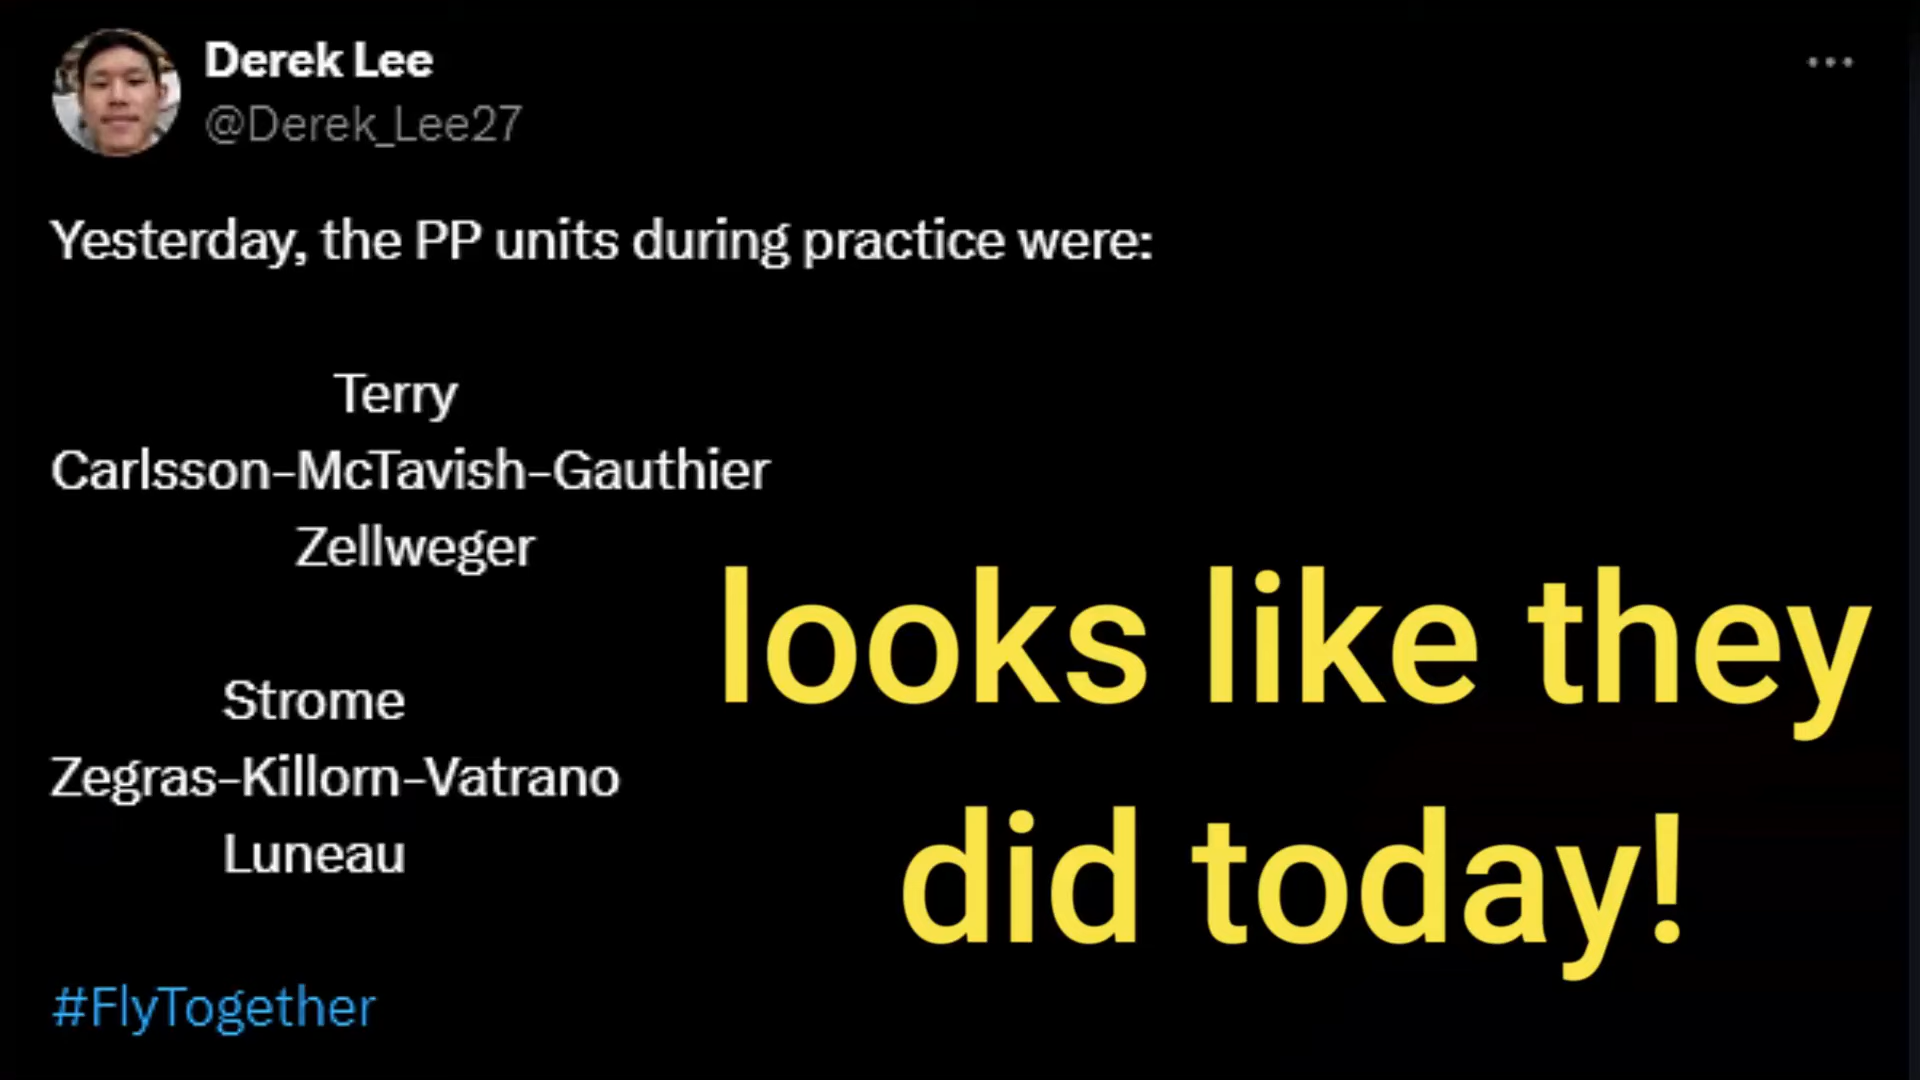 Derek Lee
@Derek_Lee27
Yesterday, the PP units during practice were:
Terry
Carlsson-McTavish-Gauthier
Zellweger
Strome
Zegras-Killorn-Vatrano
Luneau
#FlyTogether
looks like they
did today!